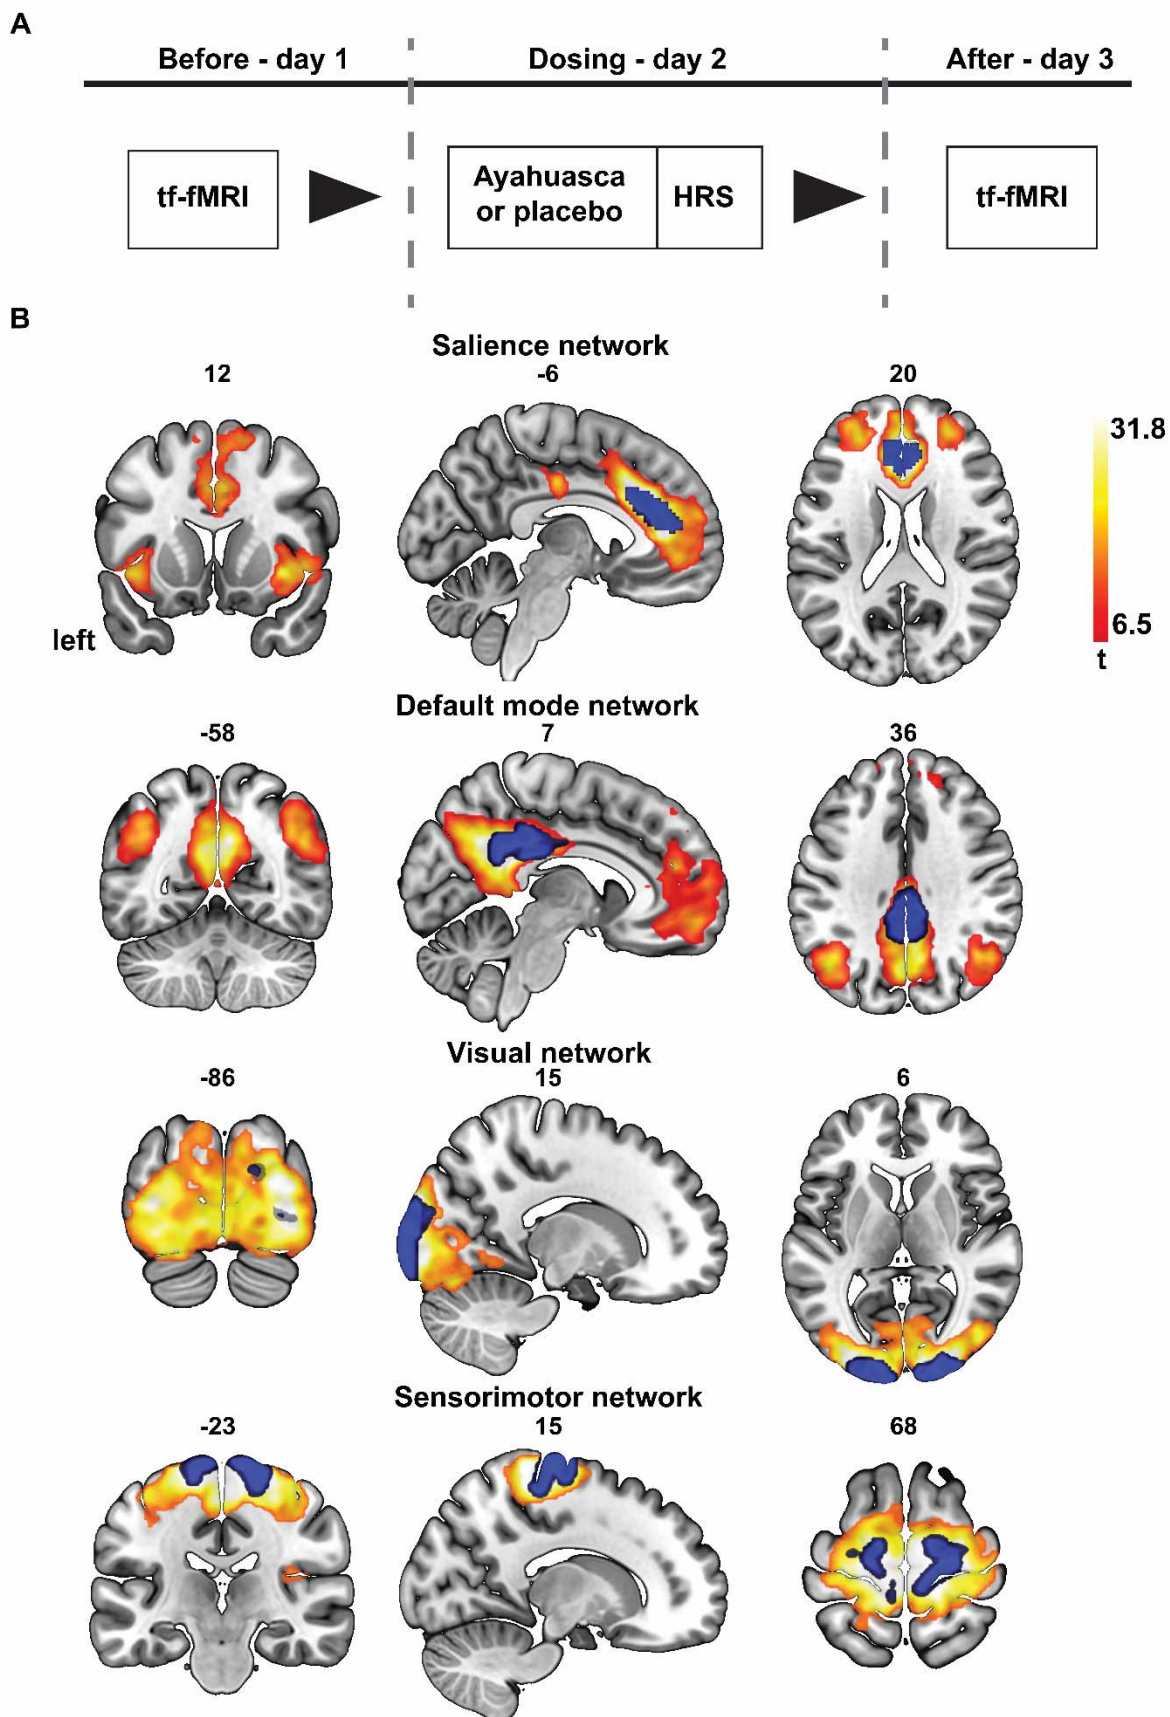 A
Before - day 1
Dosing - day 2
After - day 3
tf-fMRI
Ayahuasca
or placebo
HRS
tf-fMRI
B
Salience network
12
-6
20
31.8
6.5
t
left
Default mode network
-58
7
36
Visual network
-86
15
6
Sensorimotor network
-23
15
68